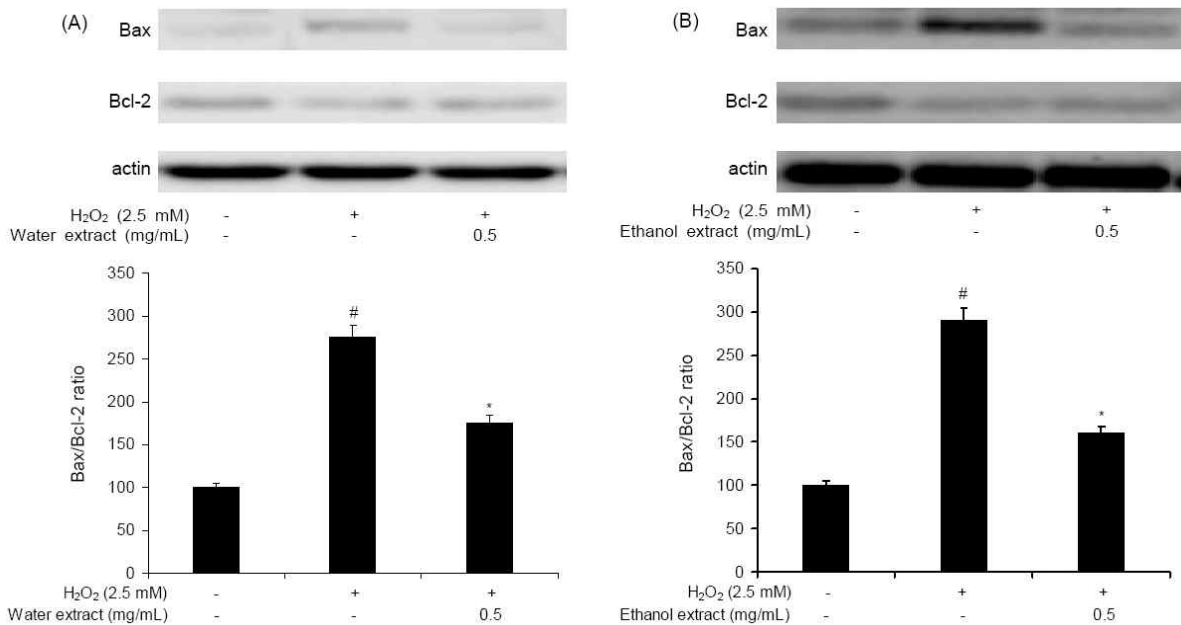 (A)
Bax
Bcl-2
actin
H₂O₂ (2.5 mM) - + +
Water extract (mg/mL) - - 0.5
350
300
250
200
150
100
50
0
Bax/Bcl-2 ratio
#
*
H₂O₂ (2.5 mM) - + +
Water extract (mg/mL) - - 0.5
(B)
Bax
Bcl-2
actin
H₂O₂ (2.5 mM) - + +
Ethanol extract (mg/mL) - - 0.5
350
300
250
200
150
100
50
0
Bax/Bcl-2 ratio
#
*
H₂O₂ (2.5 mM) - + +
Ethanol extract (mg/mL) - - 0.5